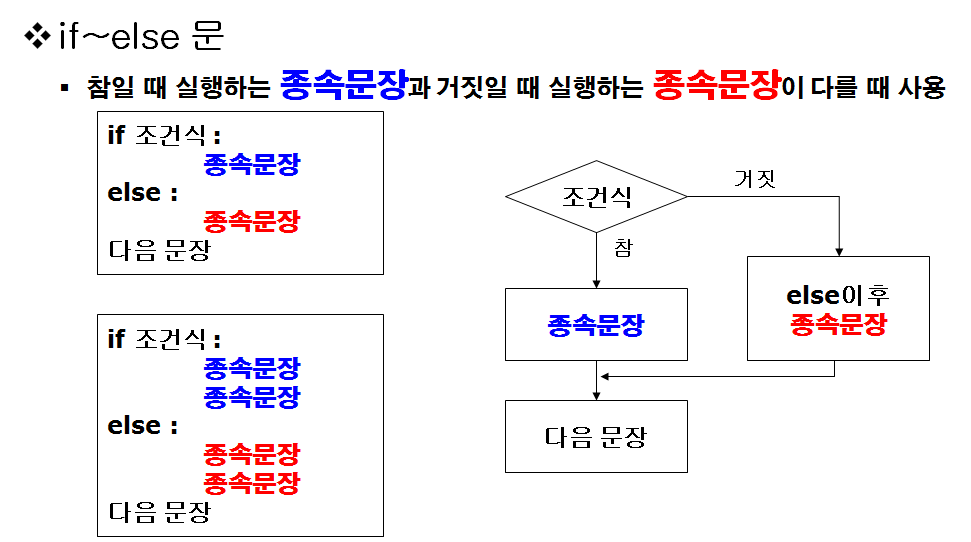 ❖ if~else 문
▪ 참일 때 실행하는 종속문장과 거짓일 때 실행하는 종속문장이 다를 때 사용
if 조건식 :
종속문장
else :
종속문장
다음 문장
if 조건식 :
종속문장
종속문장
else :
종속문장
종속문장
다음 문장
조건식
거짓
참
종속문장
else이후
종속문장
다음 문장